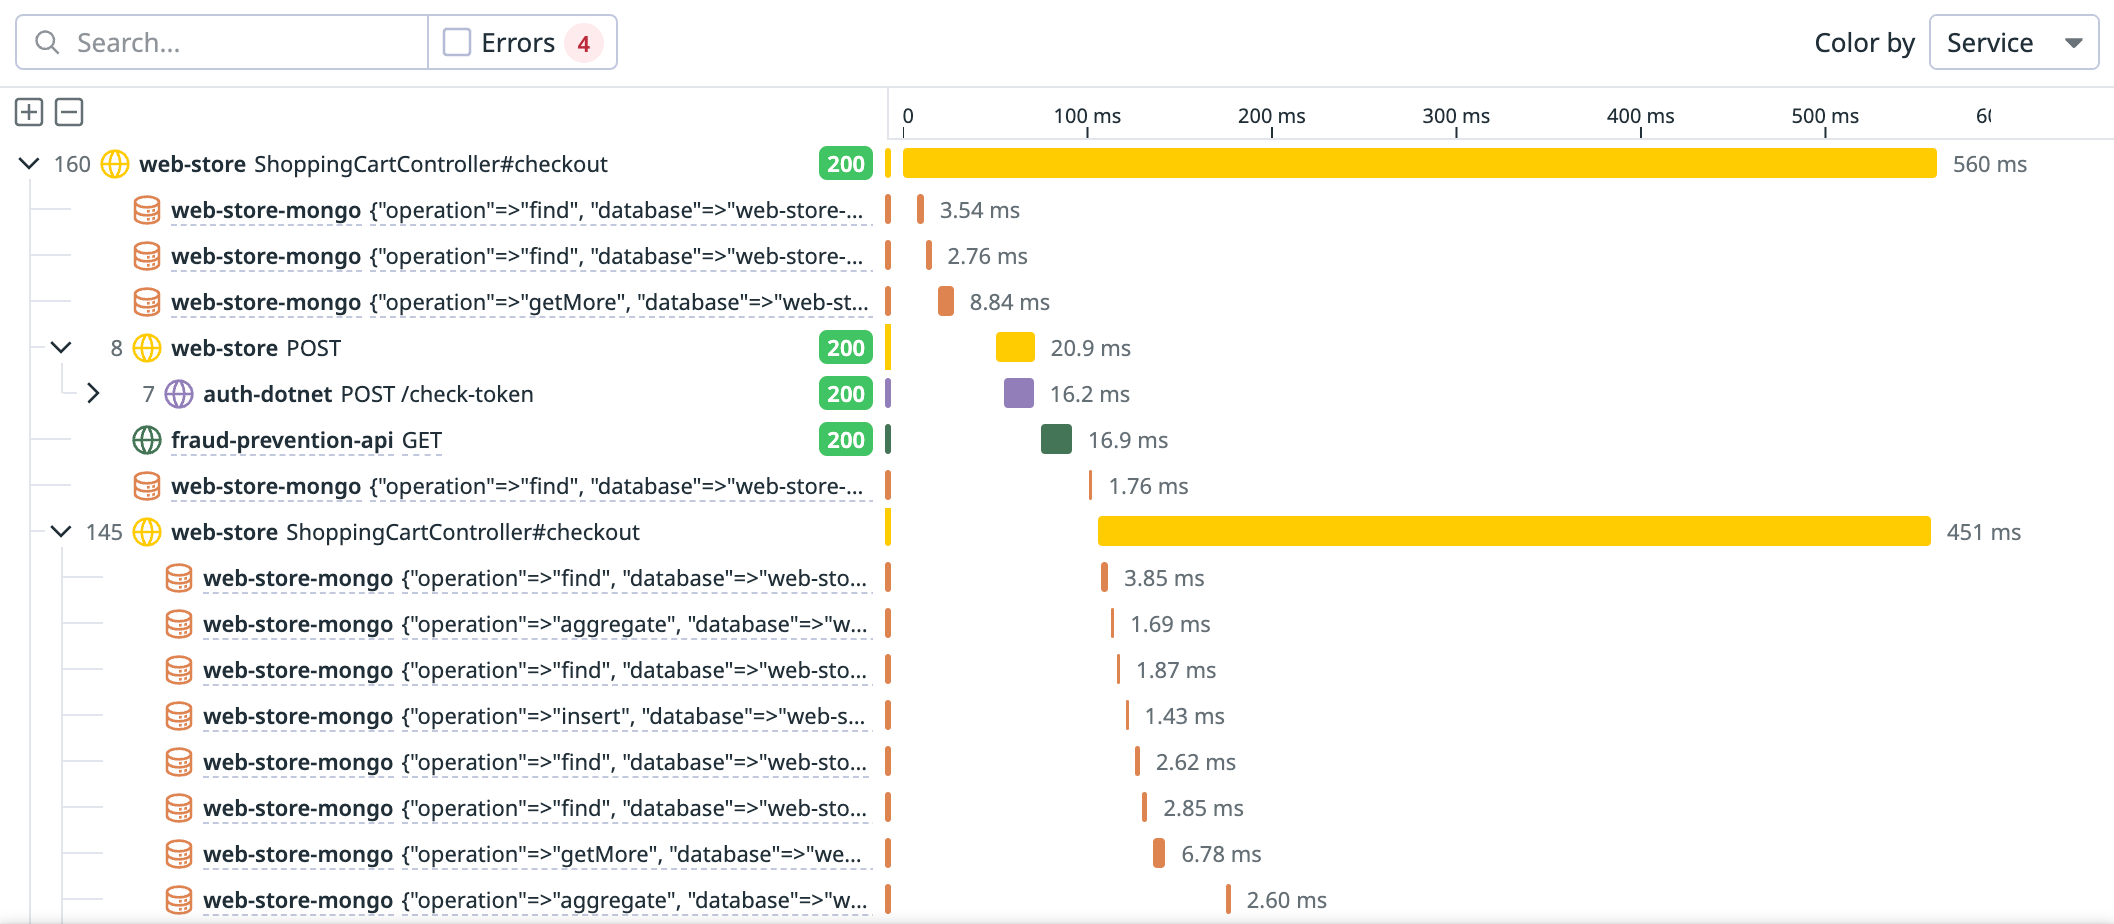 Search... Errors 4 Color by Service
0 100 ms 200 ms 300 ms 400 ms 500 ms
160 web-store ShoppingCartController#checkout 200 560 ms
web-store-mongo {"operation"=>"find", "database"=>"web-store-... 3.54 ms
web-store-mongo {"operation"=>"find", "database"=>"web-store-... 2.76 ms
web-store-mongo {"operation"=>"getMore", "database"=>"web-st... 8.84 ms
8 web-store POST 200 20.9 ms
7 auth-dotnet POST /check-token 200 16.2 ms
fraud-prevention-api GET 200 16.9 ms
web-store-mongo {"operation"=>"find", "database"=>"web-store-... 1.76 ms
145 web-store ShoppingCartController#checkout 451 ms
web-store-mongo {"operation"=>"find", "database"=>"web-sto... 3.85 ms
web-store-mongo {"operation"=>"aggregate", "database"=>"w... 1.69 ms
web-store-mongo {"operation"=>"find", "database"=>"web-sto... 1.87 ms
web-store-mongo {"operation"=>"insert", "database"=>"web-s... 1.43 ms
web-store-mongo {"operation"=>"find", "database"=>"web-sto... 2.62 ms
web-store-mongo {"operation"=>"find", "database"=>"web-sto... 2.85 ms
web-store-mongo {"operation"=>"getMore", "database"=>"we... 6.78 ms
web-store-mongo {"operation"=>"aggregate", "database"=>"w... 2.60 ms